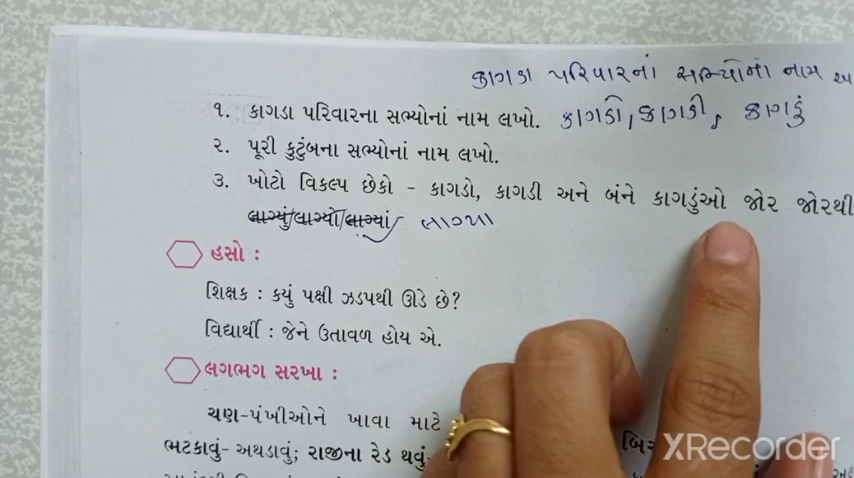 કાગડા પરિવારનાં સભ્યોનાં નામ
૧. કાગડા પરિવારના સભ્યોનાં નામ લખો. કાગડો, કાગડી, કાગડું
૨. પૂરી કુટુંબના સભ્યોનાં નામ લખો.
૩. ખોટો વિકલ્પ છેકો - કાગડો, કાગડી અને બંને કાગડુંઓ જોર જોરથી
લાગ્યું/લાગ્યો/લાગ્યાં/ લાગ્યા
હસો :
શિક્ષક : કયું પક્ષી ઝડપથી ઊડે છે?
વિદ્યાર્થી : જેને ઉતાવળ હોય એ.
લગભગ સરખા :
ચણ-પંખીઓને ખાવા માટે
ભટકાવું- અથડાવું; રાજીના રેડ થવું-
XRecorder